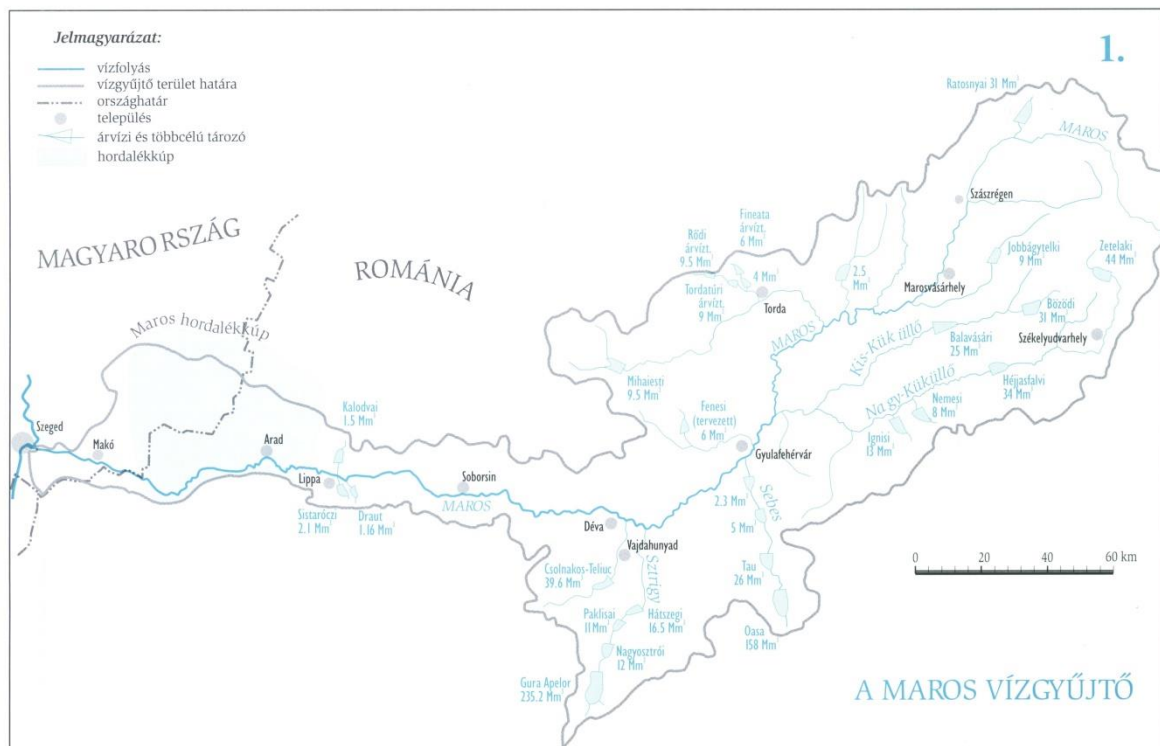 Jelmagyarázat:
vízfolyás
vízgyűjtő terület határa
országhatár
település
árvízi és többcélú tározó
hordalékkúp
1.
Ratosnyai 31 Mm³
MAROS
Szászrégen
MAGYARORSZÁG
ROMÁNIA
Maros hordalékkúp
Fineata
árvízt.
6 Mm³
Rődi
árvízt.
9.5 Mm³
4 Mm³
Tordatúri
árvízt.
9 Mm³
Torda
2.5
Mm³
Marosvásárhely
Jobbágytelki
9 Mm³
Zetelaki
44 Mm³
Bözödi
31 Mm³
Székelyudvarhely
MAROS
Kis-Küküllő
Balavásári
25 Mm³
Nagy-Küküllő
Héjjasfalvi
34 Mm³
Nemesi
8 Mm³
Ignisi
13 Mm³
Mihaiesti
9.5 Mm³
Fenesi
(tervezett)
6 Mm³
Gyulafehérvár
Szeged
Makó
Arad
Kalodvai
1.5 Mm³
Lippa
Sistaróczi
2.1 Mm³
Draut
1.16 Mm³
MAROS
Soborsin
Déva
Vajdahunyad
Sztrigy
Csolnakos-Teliuc
39.6 Mm³
Paklisai
11 Mm³
Hátszegi
16.5 Mm³
Nagyosztrói
12 Mm³
Gura Apelor
235.2 Mm³
Sebes
2.3 Mm³
5 Mm³
Tau
26 Mm³
Oasa
158 Mm³
0 20 40 60 km
A MAROS VÍZGYŰJTŐ